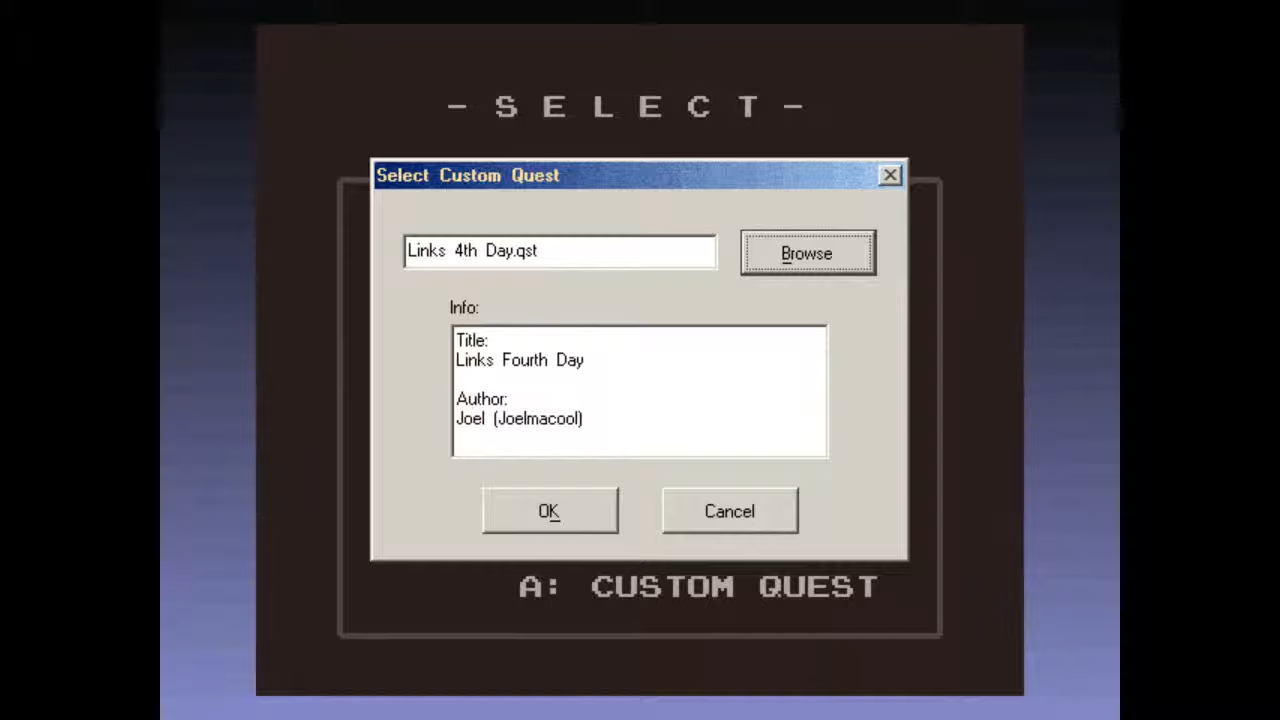 - S E L E C T -
Select Custom Quest
Links 4th Day.qst
Browse
Info:
Title:
Links Fourth Day
Author:
Joel (Joelmacool)
OK
Cancel
A: CUSTOM QUEST